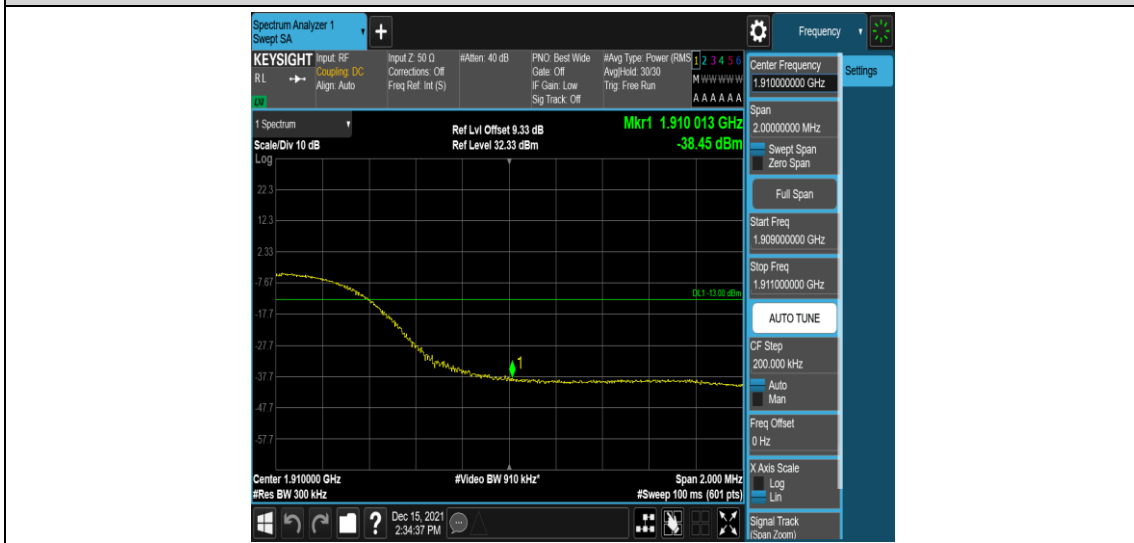 Spectrum Analyzer 1
Swept SA
+
Frequency
KEYSIGHT
RL
LXI
Input: RF
Coupling: DC
Align: Auto
Input Z: 50 Ω
Corrections: Off
Freq Ref: Int (S)
#Atten: 40 dB
PNO: Best Wide
Gate: Off
IF Gain: Low
Sig Track: Off
#Avg Type: Power (RMS
Avg|Hold: 30/30
Trig: Free Run
1 2 3 4 5 6
M W W W W W
A A A A A A
1 Spectrum
Scale/Div 10 dB
Log
Ref Lvl Offset 9.33 dB
Ref Level 32.33 dBm
Mkr1 1.910 013 GHz
-38.45 dBm
22.3
12.3
2.33
-7.67
DL1 -13.00 dBm
-17.7
-27.7
1
-37.7
-47.7
-57.7
Center 1.910000 GHz
#Video BW 910 kHz*
Span 2.000 MHz
#Res BW 300 kHz
#Sweep 100 ms (601 pts)
?
Dec 15, 2021
2:34:37 PM
Center Frequency
1.910000000 GHz
Settings
Span
2.00000000 MHz
Swept Span
Zero Span
Full Span
Start Freq
1.909000000 GHz
Stop Freq
1.911000000 GHz
AUTO TUNE
CF Step
200.000 kHz
Auto
Man
Freq Offset
0 Hz
X Axis Scale
Log
Lin
Signal Track
(Span Zoom)